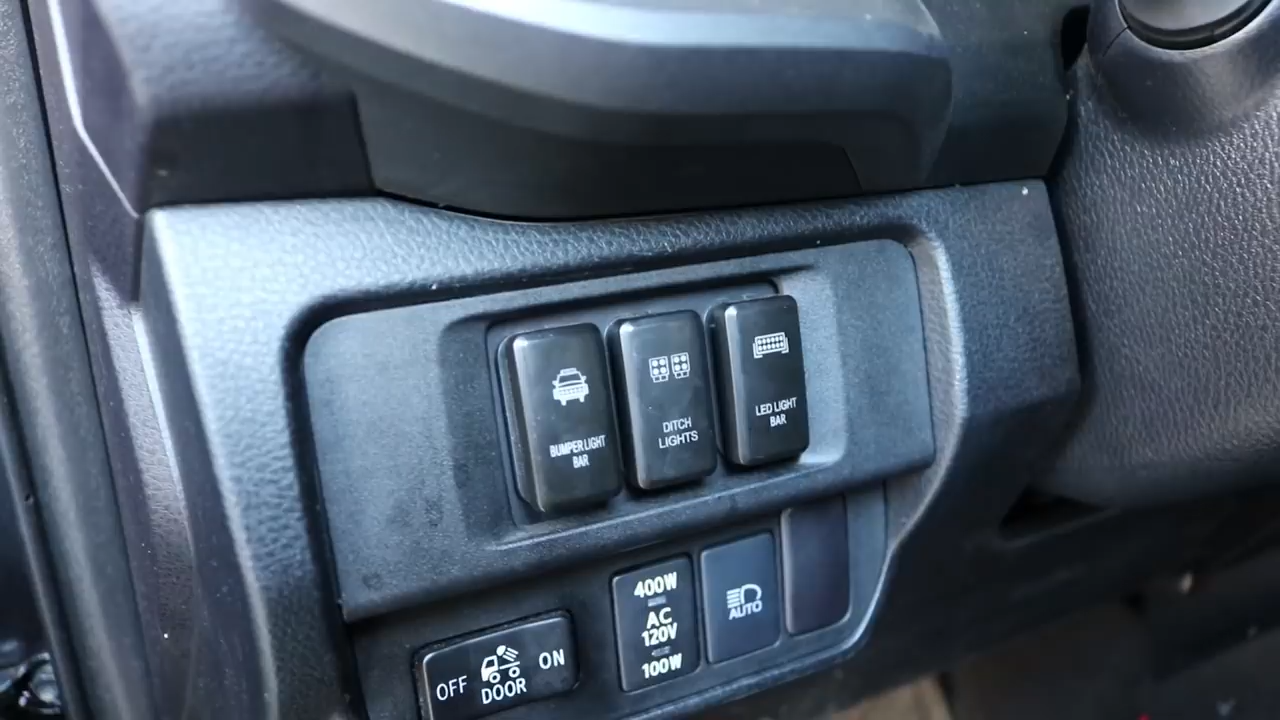 BUMPER LIGHT
BAR
DITCH
LIGHTS
LED LIGHT
BAR
OFF
ON
DOOR
400W
AC
120V
100W
AUTO